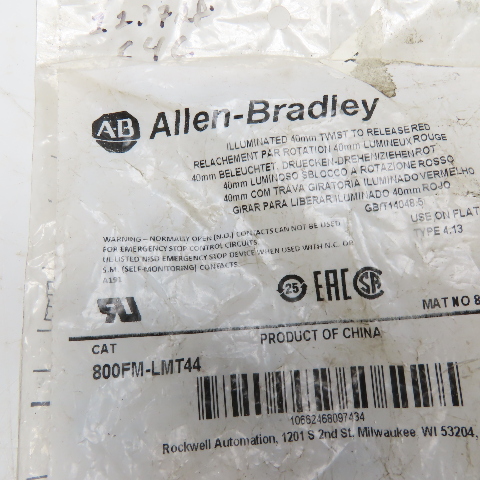 A-B Allen-Bradley
ILLUMINATED 40mm TWIST TO RELEASE RED
RELACHEMENT PAR ROTATION 40mm LUMINEUX ROUGE
40mm BELEUCHTET, DRUECKEN-DREHEN/ZIEHEN ROT
40mm LUMINOSO SBLOCCO A ROTAZIONE ROSSO
40mm COM TRAVA GIRATORIA ILUMINADO VERMELHO
GIRAR PARA LIBERAR ILUMINADO 40mm ROJO
GB/T14048.5
USE ON FLAT
TYPE 4,13
WARNING – NORMALLY OPEN (N.O.) CONTACTS CAN NOT BE USED
FOR EMERGENCY STOP CONTROL CIRCUITS.
UL LISTED NISD EMERGENCY STOP DEVICE WHEN USED WITH N.C. OR
S.M. (SELF-MONITORING) CONTACTS.
A191
25 EAC
MAT NO 8
PRODUCT OF CHINA
CAT
800FM-LMT44
10662468097434
Rockwell Automation, 1201 S 2nd St. Milwaukee WI 53204,